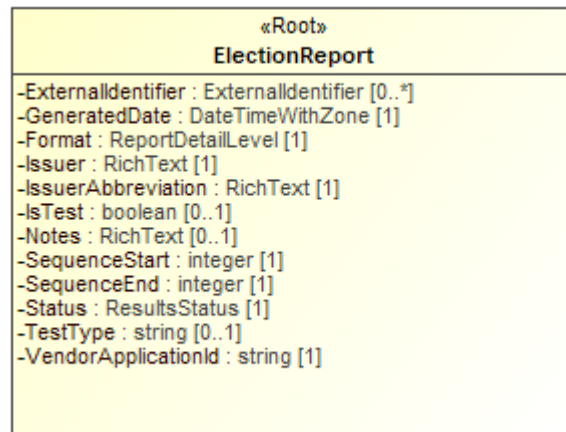 «Root»
ElectionReport
-ExternalIdentifier : ExternalIdentifier [0..*]
-GeneratedDate : DateTimeWithZone [1]
-Format : ReportDetailLevel [1]
-Issuer : RichText [1]
-IssuerAbbreviation : RichText [1]
-IsTest : boolean [0..1]
-Notes : RichText [0..1]
-SequenceStart : integer [1]
-SequenceEnd : integer [1]
-Status : ResultsStatus [1]
-TestType : string [0..1]
-VendorApplicationId : string [1]